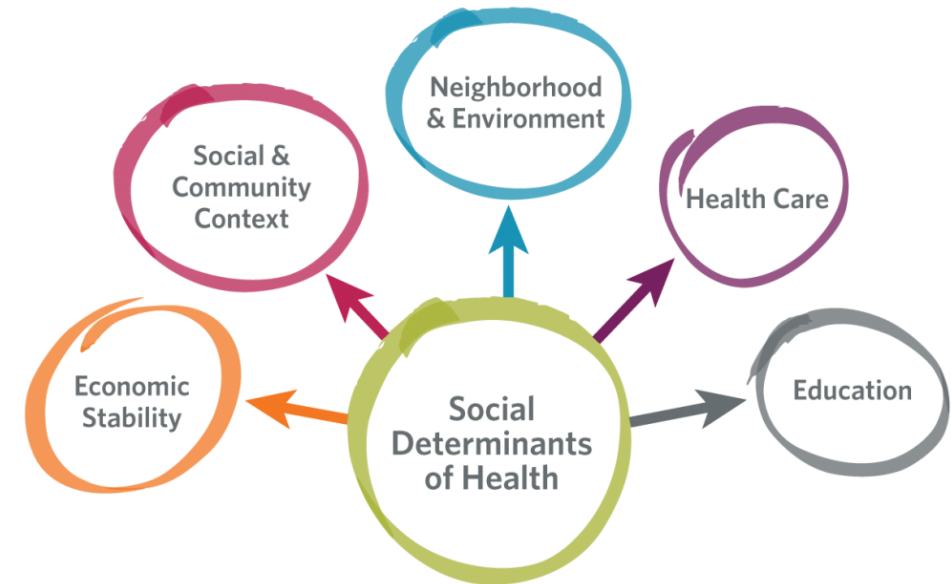 Neighborhood
& Environment
Social &
Community
Context
Health Care
Economic
Stability
Education
Social
Determinants
of Health